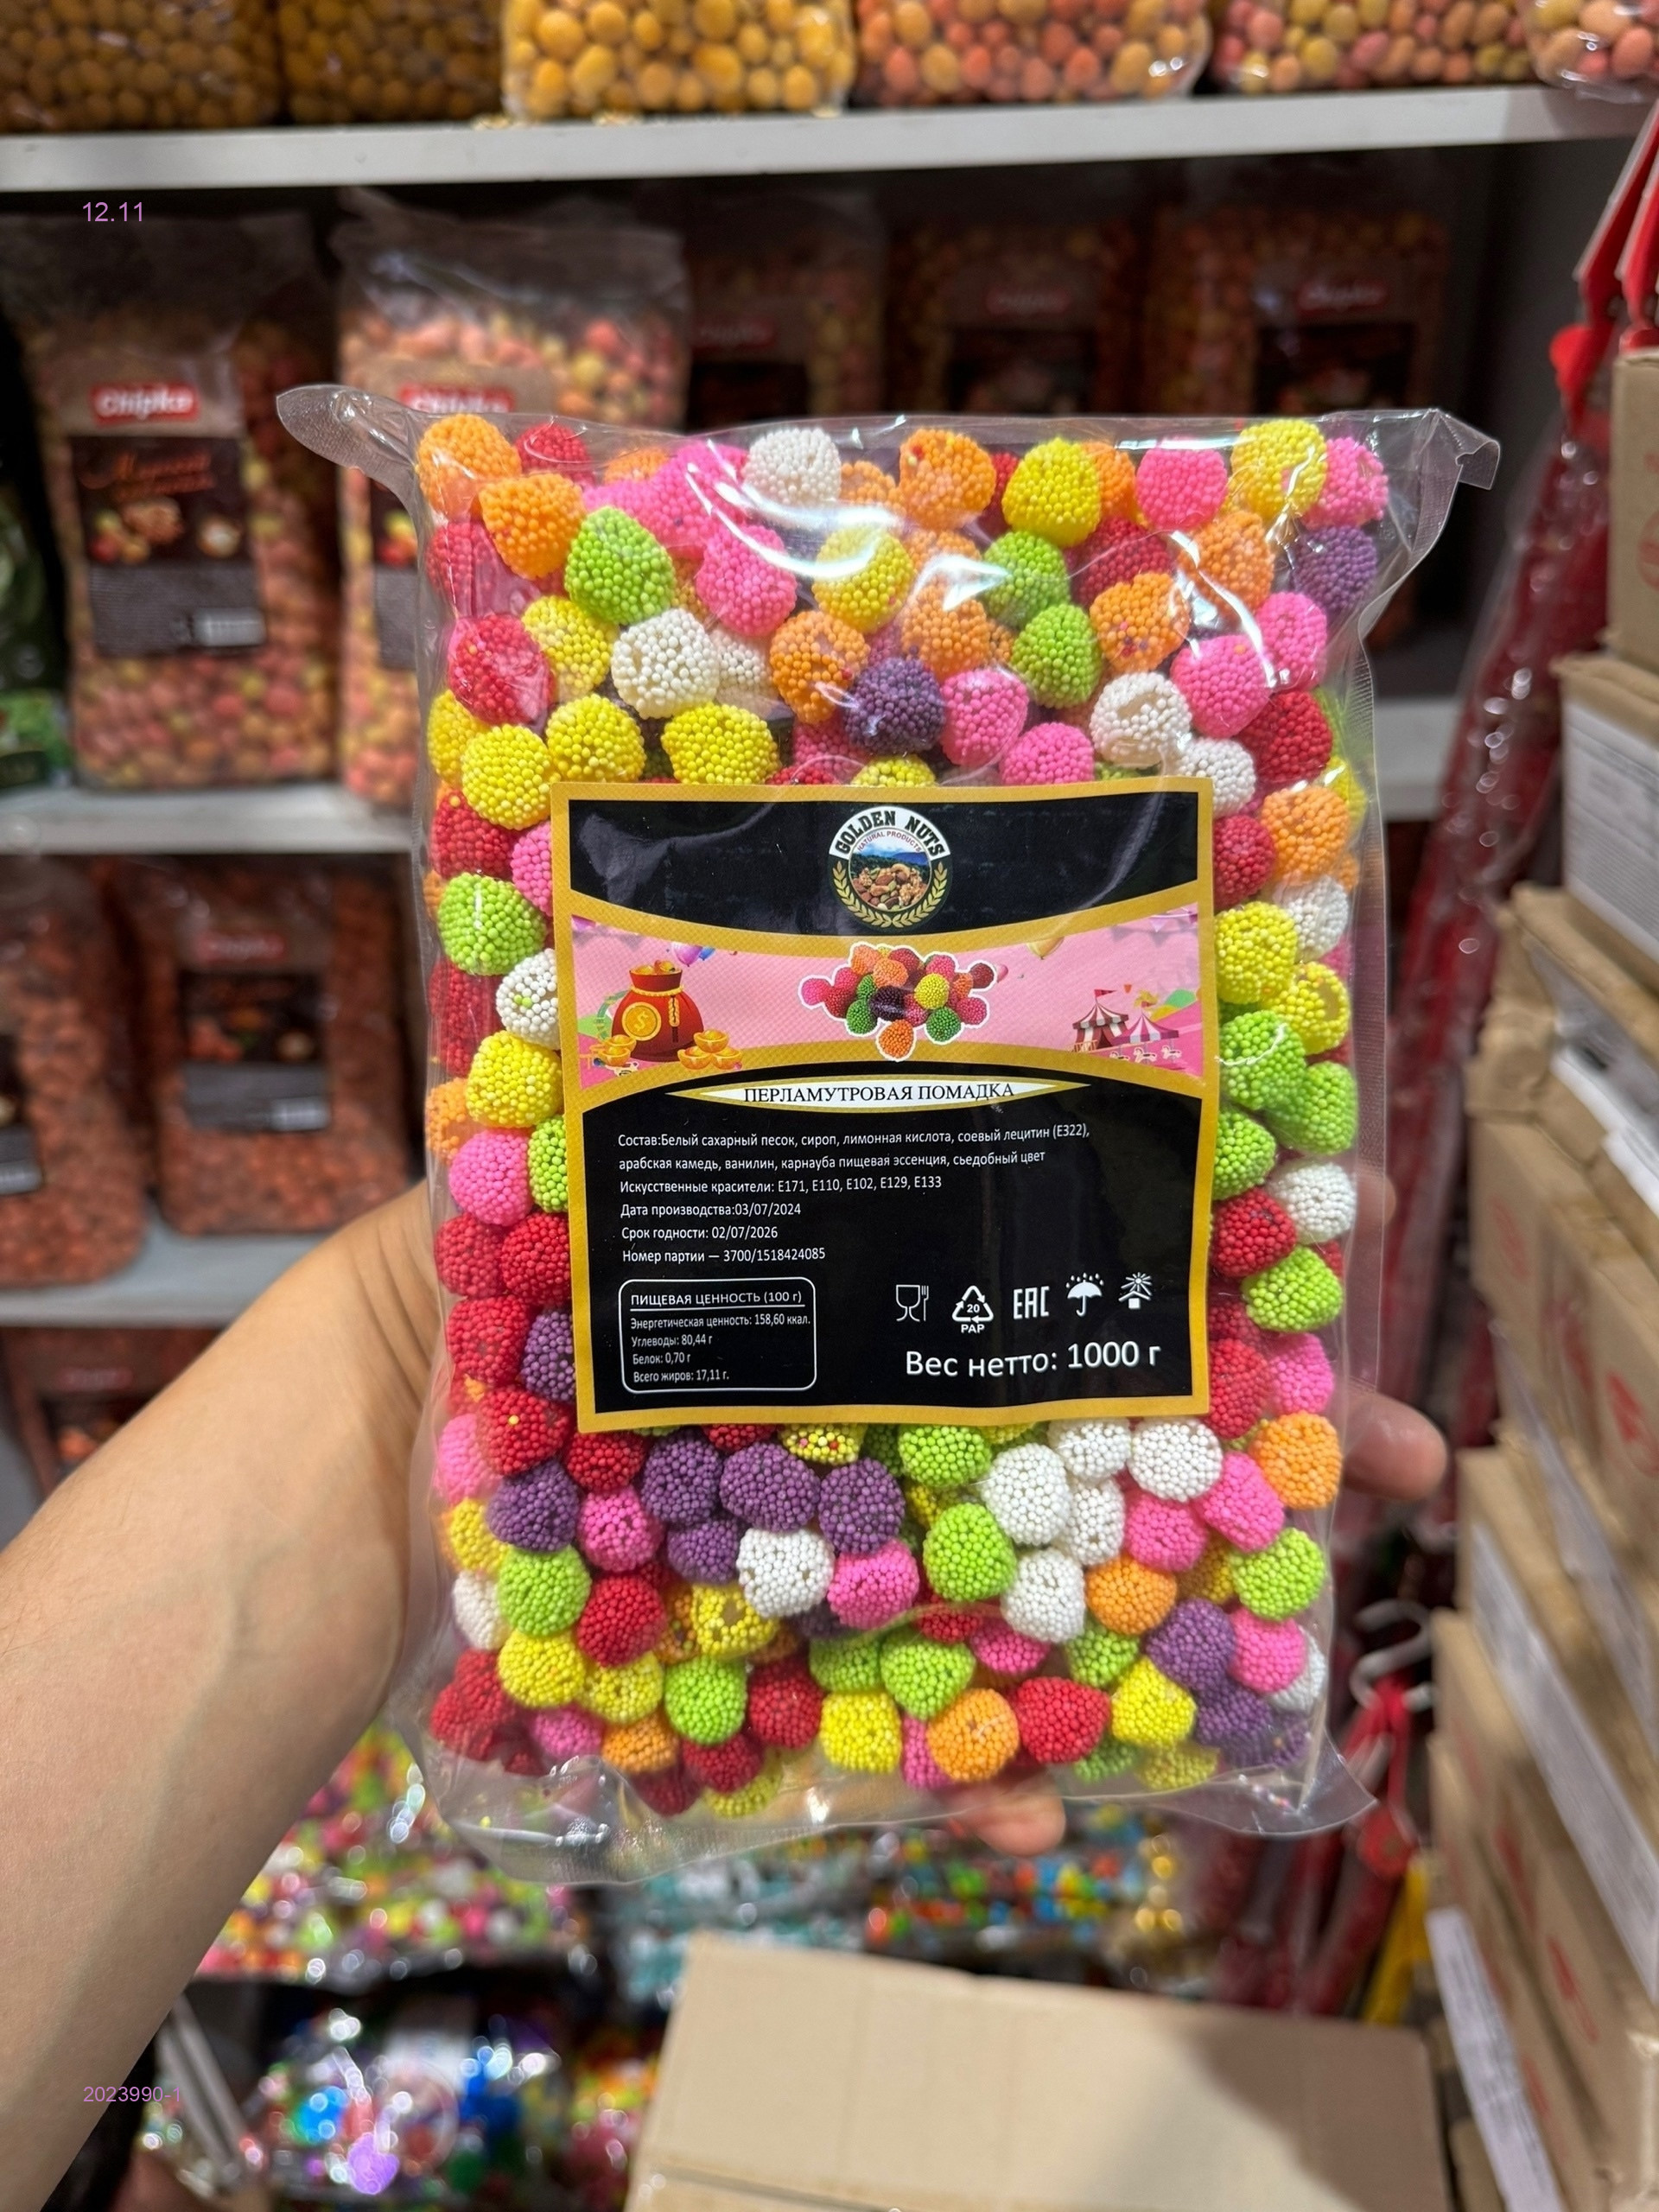 12.11
Chipka
Chipka
GOLDEN NUTS
NATURAL PRODUCTS
ПЕРЛАМУТРОВАЯ ПОМАДКА
Состав:Белый сахарный песок, сироп, лимонная кислота, соевый лецитин (E322),
арабская камедь, ванилин, карнауба пищевая эссенция, сьедобный цвет
Искусственные красители: E171, E110, E102, E129, E133
Дата производства:03/07/2024
Срок годности: 02/07/2026
Номер партии — 3700/1518424085
ПИЩЕВАЯ ЦЕННОСТЬ (100 г)
Энергетическая ценность: 158,60 ккал.
Углеводы: 80,44 г
Белок: 0,70 г
Всего жиров: 17,11 г.
20
PAP
EAC
Вес нетто: 1000 г
2023990-1